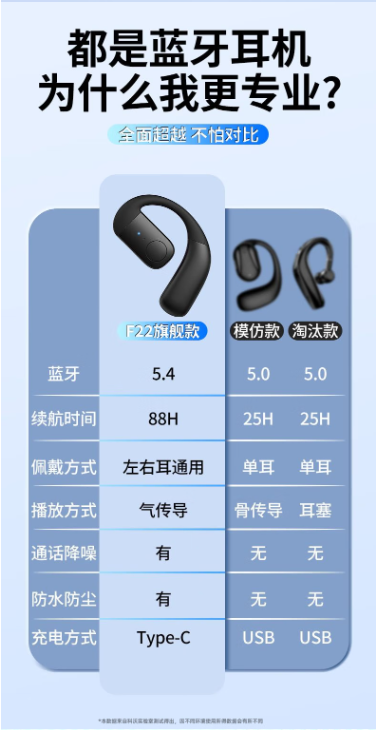 都是蓝牙耳机
为什么我更专业?
全面超越 不怕对比
F22旗舰款 模仿款 淘汰款
蓝牙 5.4 5.0 5.0
续航时间 88H 25H 25H
佩戴方式 左右耳通用 单耳 单耳
播放方式 气传导 骨传导 耳塞
通话降噪 有 无 无
防水防尘 有 无 无
充电方式 Type-C USB USB